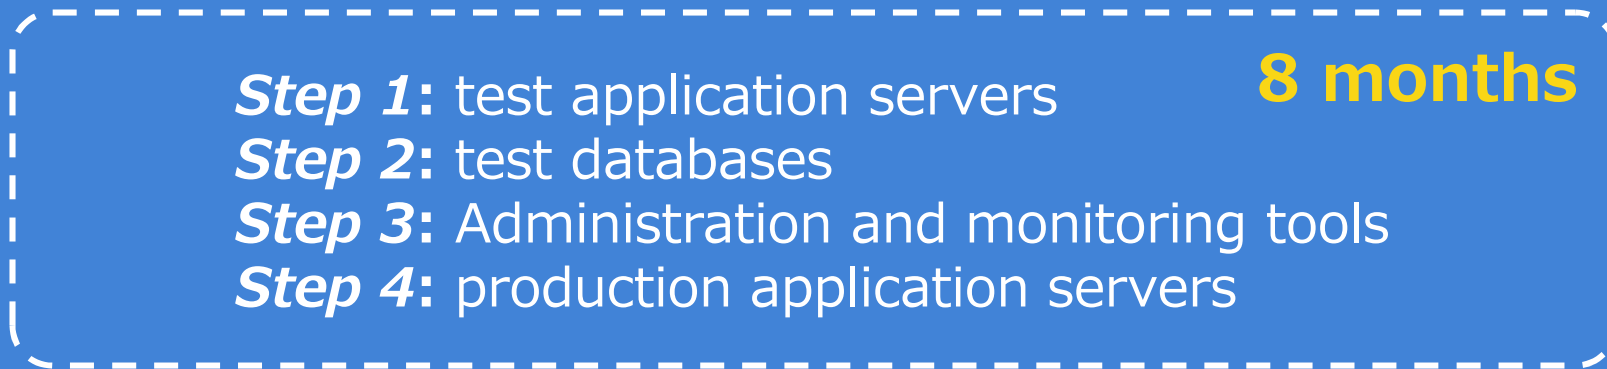 8 months
Step 1: test application servers
Step 2: test databases
Step 3: Administration and monitoring tools
Step 4: production application servers